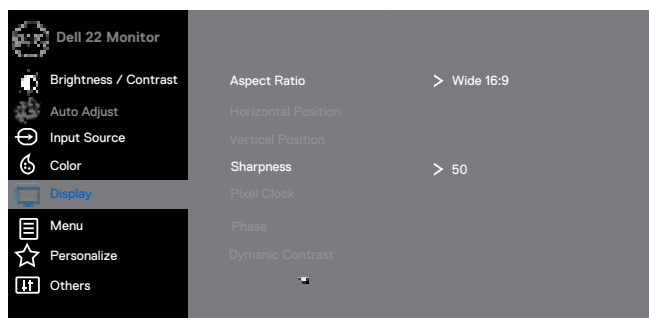 Dell 22 Monitor
Brightness / Contrast
Aspect Ratio
Wide 16:9
Auto Adjust
Horizontal Position
Input Source
Vertical Position
Color
Sharpness
50
Display
Pixel Clock
Menu
Phase
Personalize
Dymanic Contrast
Others